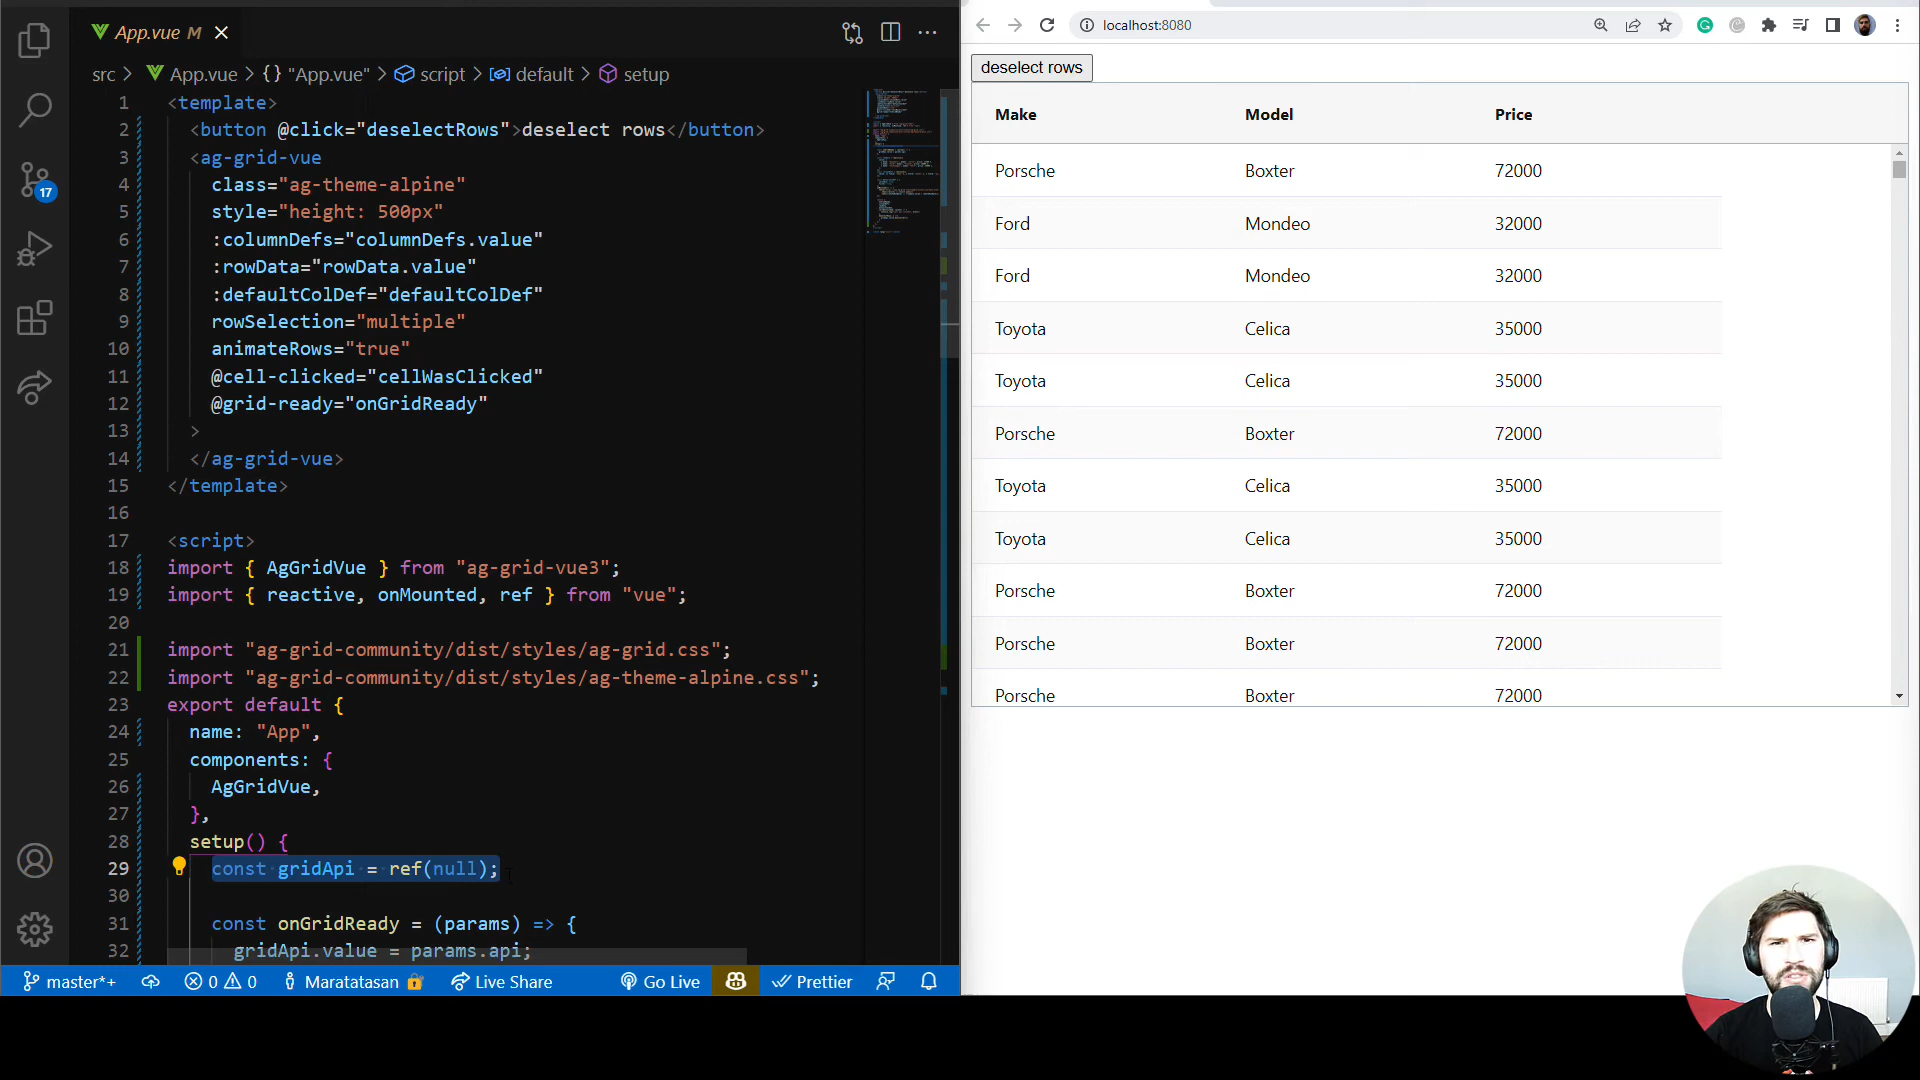 App.vue M
src > App.vue > {} "App.vue" > script > default > setup
1 <template>
2 <button @click="deselectRows">deselect rows</button>
3 <ag-grid-vue
4 class="ag-theme-alpine"
5 style="height: 500px"
6 :columnDefs="columnDefs.value"
7 :rowData="rowData.value"
8 :defaultColDef="defaultColDef"
9 rowSelection="multiple"
10 animateRows="true"
11 @cell-clicked="cellWasClicked"
12 @grid-ready="onGridReady"
13 >
14 </ag-grid-vue>
15 </template>
16
17 <script>
18 import { AgGridVue } from "ag-grid-vue3";
19 import { reactive, onMounted, ref } from "vue";
20
21 import "ag-grid-community/dist/styles/ag-grid.css";
22 import "ag-grid-community/dist/styles/ag-theme-alpine.css";
23 export default {
24 name: "App",
25 components: {
26 AgGridVue,
27 },
28 setup() {
29 const gridApi = ref(null);
30
31 const onGridReady = (params) => {
32 gridApi.value = params.api;
17
master*+ 0 0 Maratatasan Live Share Go Live Prettier
localhost:8080
deselect rows
Make Model Price
Porsche Boxter 72000
Ford Mondeo 32000
Ford Mondeo 32000
Toyota Celica 35000
Toyota Celica 35000
Porsche Boxter 72000
Toyota Celica 35000
Toyota Celica 35000
Porsche Boxter 72000
Porsche Boxter 72000
Porsche Boxter 72000